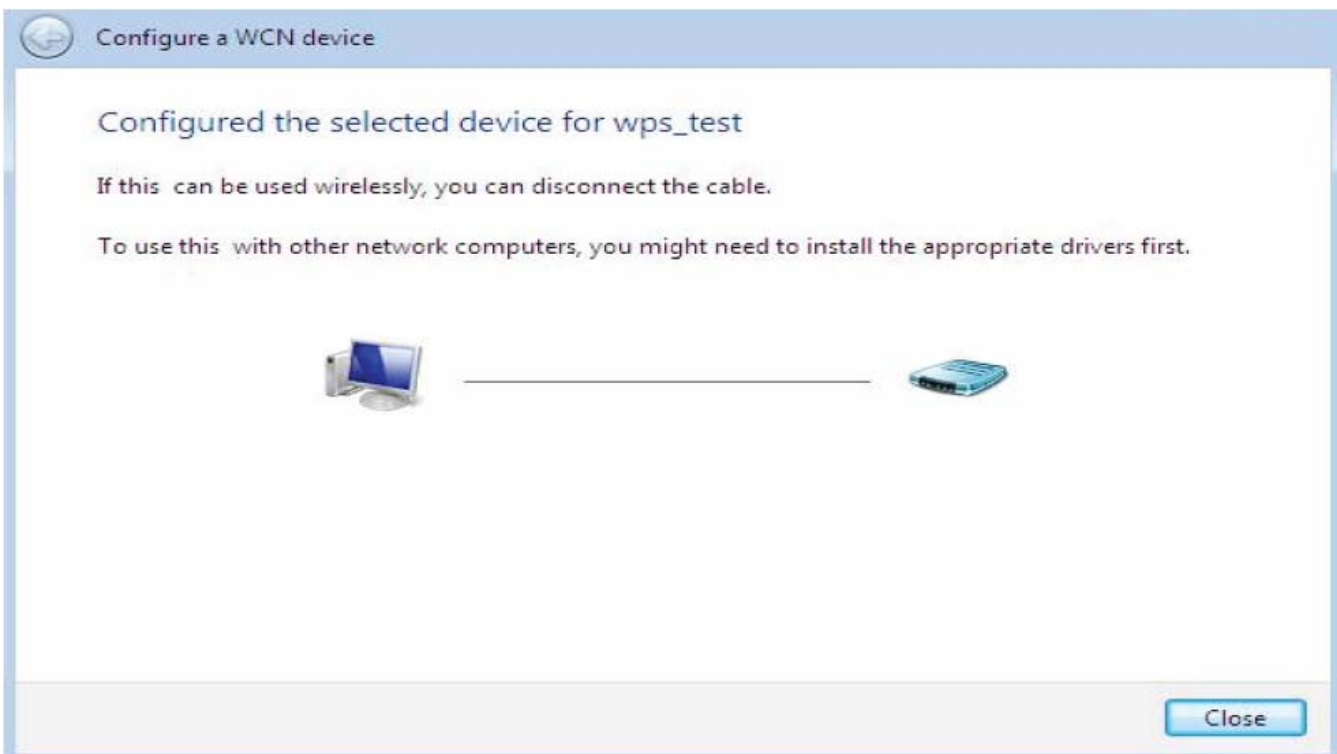 Configure a WCN device
Configured the selected device for wps_test
If this can be used wirelessly, you can disconnect the cable.
To use this with other network computers, you might need to install the appropriate drivers first.
Close